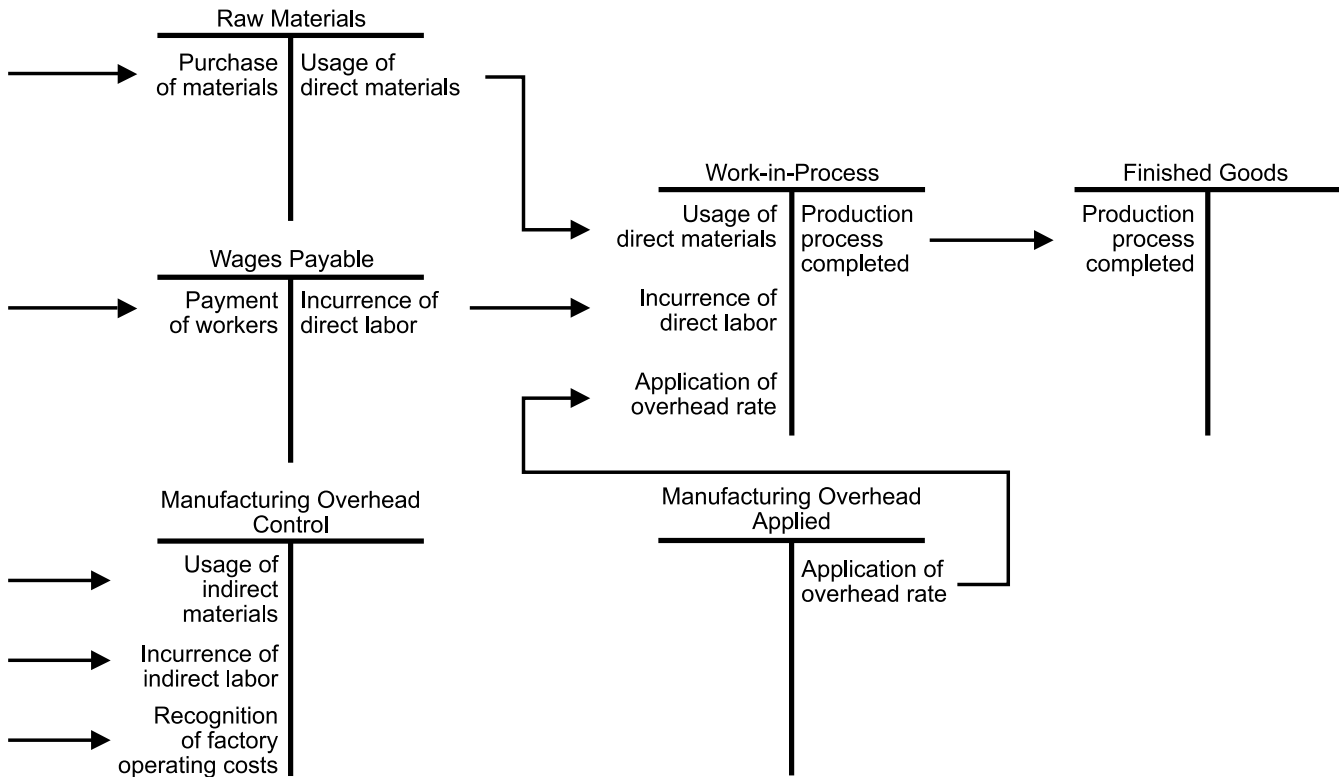 Raw Materials
Purchase
of materials
Usage of
direct materials
Work-in-Process
Usage of
direct materials
Production
process
completed
Finished Goods
Production
process
completed
Wages Payable
Payment
of workers
Incurrence of
direct labor
Incurrence of
direct labor
Application of
overhead rate
Manufacturing Overhead
Control
Usage of
indirect
materials
Incurrence of
indirect labor
Recognition
of factory
operating costs
Manufacturing Overhead
Applied
Application of
overhead rate